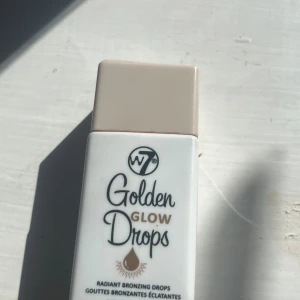 W7
Golden
GLOW
Drops
RADIANT BRONZING DROPS
GOUTTES BRONZANTES ÉCLATANTES